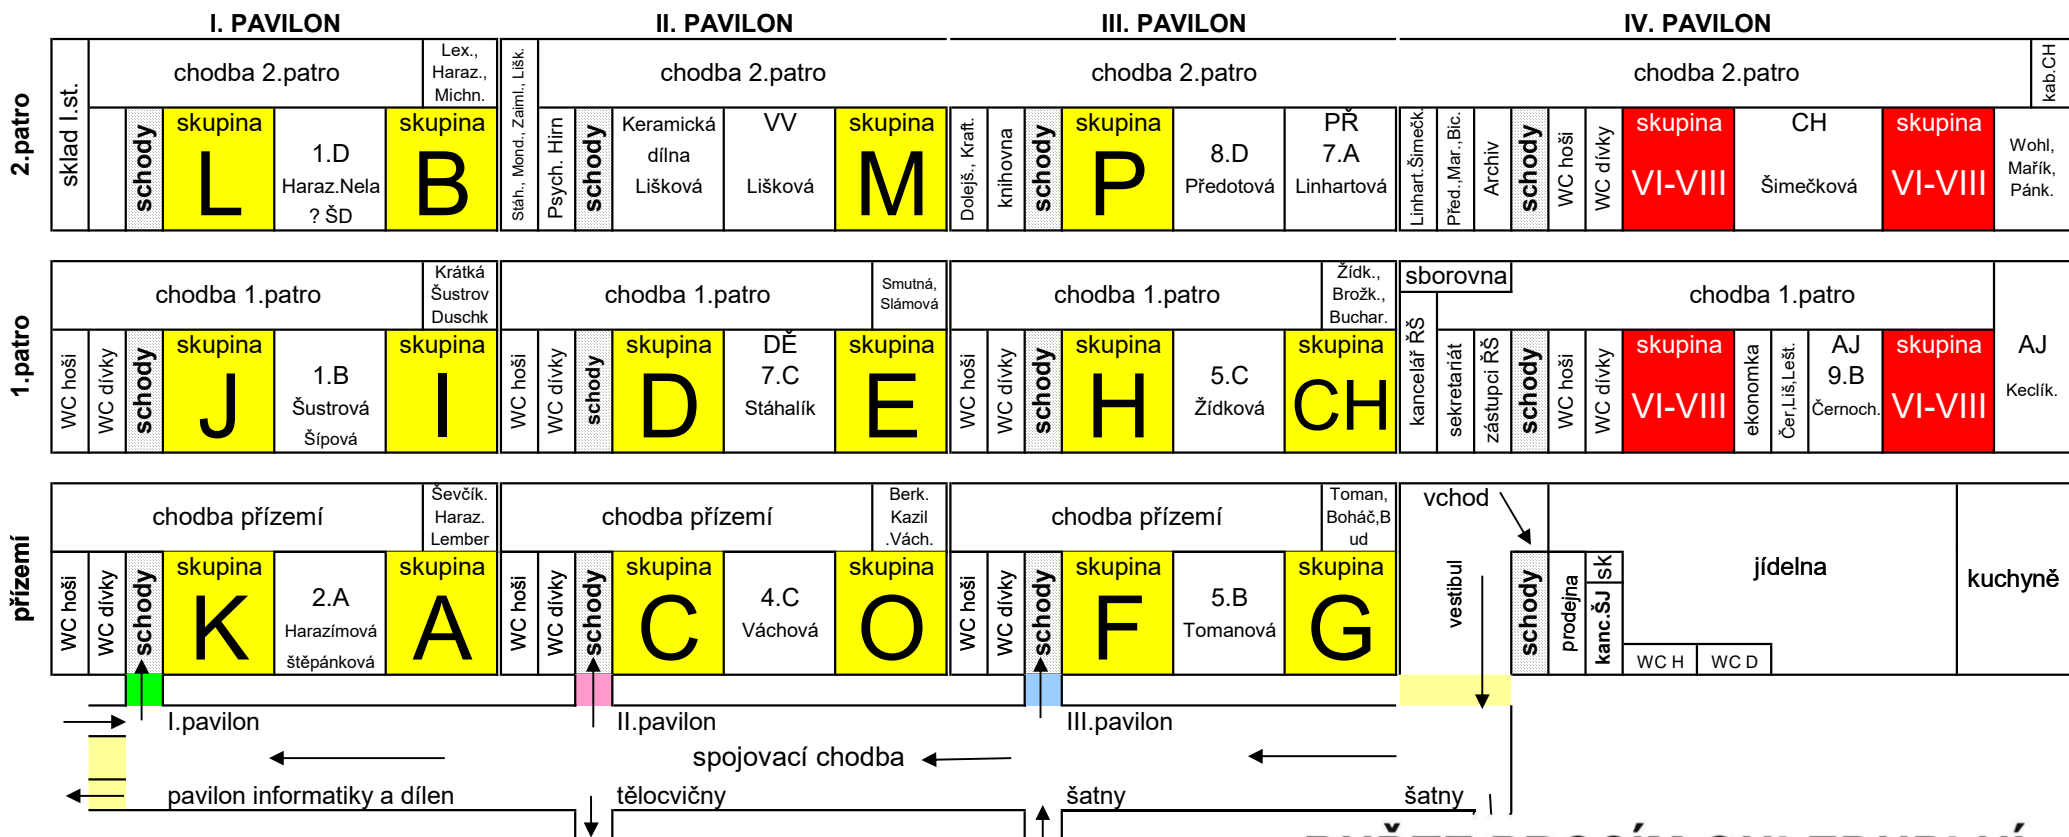 I. PAVILON
II. PAVILON
III. PAVILON
IV. PAVILON
2.patro
sklad I.st.
chodba 2.patro
Lex.,
Haraz.,
Michn.
schody
skupina
L
1.D
Haraz.Nela
? ŠD
skupina
B
Stáh., Mond., Zaiml., Lišk.
chodba 2.patro
Psych. Hirn
schody
Keramická
dílna
Lišková
VV
Lišková
M
chodba 2.patro
Dolejš., Kraft.
knihovna
schody
skupina
P
8.D
Předotová
PŘ
7.A
Linhartová
chodba 2.patro
kab.CH
Linhart.Šimečk.
Před.,Mar.,Bic.
Archiv
schody
WC hoši
WC dívky
skupina
VI-VIII
CH
Šimečková
skupina
VI-VIII
Wohl,
Mařík,
Pánk.
1.patro
chodba 1.patro
Krátká
Šustrov
Duschk
WC hoši
WC dívky
schody
skupina
J
1.B
Šustrová
Šípová
skupina
I
chodba 1.patro
Smutná,
Slámová
WC hoši
WC dívky
schody
skupina
D
DĚ
7.C
Stáhalík
skupina
E
chodba 1.patro
Žídk.,
Brožk.,
Buchar.
WC hoši
WC dívky
schody
skupina
H
5.C
Žídková
skupina
CH
sborovna
chodba 1.patro
kancelář ŘŠ
sekretariát
zástupci ŘŠ
schody
WC hoši
WC dívky
skupina
VI-VIII
ekonomka
Čer,Liš,Lešt.
AJ
9.B
Černoch.
skupina
VI-VIII
AJ
Keclík.
přízemí
chodba přízemí
Ševčík.
Haraz.
Lember
WC hoši
WC dívky
schody
skupina
K
2.A
Harazímová
štěpánková
skupina
A
chodba přízemí
Berk.
Kazil
.Vách.
WC hoši
WC dívky
schody
skupina
C
4.C
Váchová
skupina
O
chodba přízemí
Toman,
Boháč,B
ud
WC hoši
WC dívky
schody
skupina
F
5.B
Tomanová
skupina
G
vchod
vestibul
schody
prodejna
kanc.ŠJ
sk
WC H
WC D
jídelna
kuchyně
I.pavilon
II.pavilon
III.pavilon
spojovací chodba
pavilon informatiky a dílen
tělocvičny
šatny
šatny